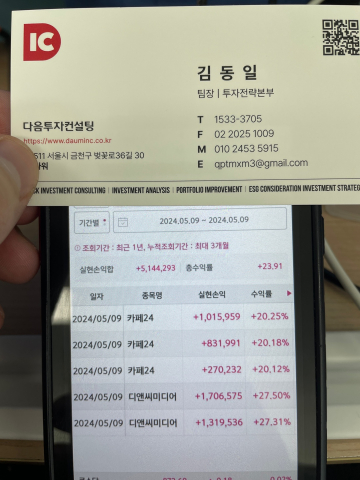 IC
김 동 일
팀장 | 투자전략본부
다음투자컨설팅
https://www.dauminc.co.kr
T 1533-3705
F 02 2025 1009
M 010 2453 5915
E qptmxm3@gmail.com
511 서울시 금천구 벚꽃로36길 30
INVESTMENT CONSULTING | INVESTMENT ANALYSIS | PORTFOLIO IMPROVEMENT | ESG CONSIDERATION INVESTMENT
기간별
2024.05.09 ~ 2024.05.09
조회기간 : 최근 1년, 누적조회기간 : 최대 3개월
실현손익합 +5,144,293 총수익률 +23.91
일자 종목명 실현손익 수익률
2024/05/09 카페24 +1,015,959 +20.25%
2024/05/09 카페24 +831,991 +20.18%
2024/05/09 카페24 +270,232 +20.12%
2024/05/09 디앤씨미디어 +1,706,575 +27.50%
2024/05/09 디앤씨미디어 +1,319,536 +27.31%